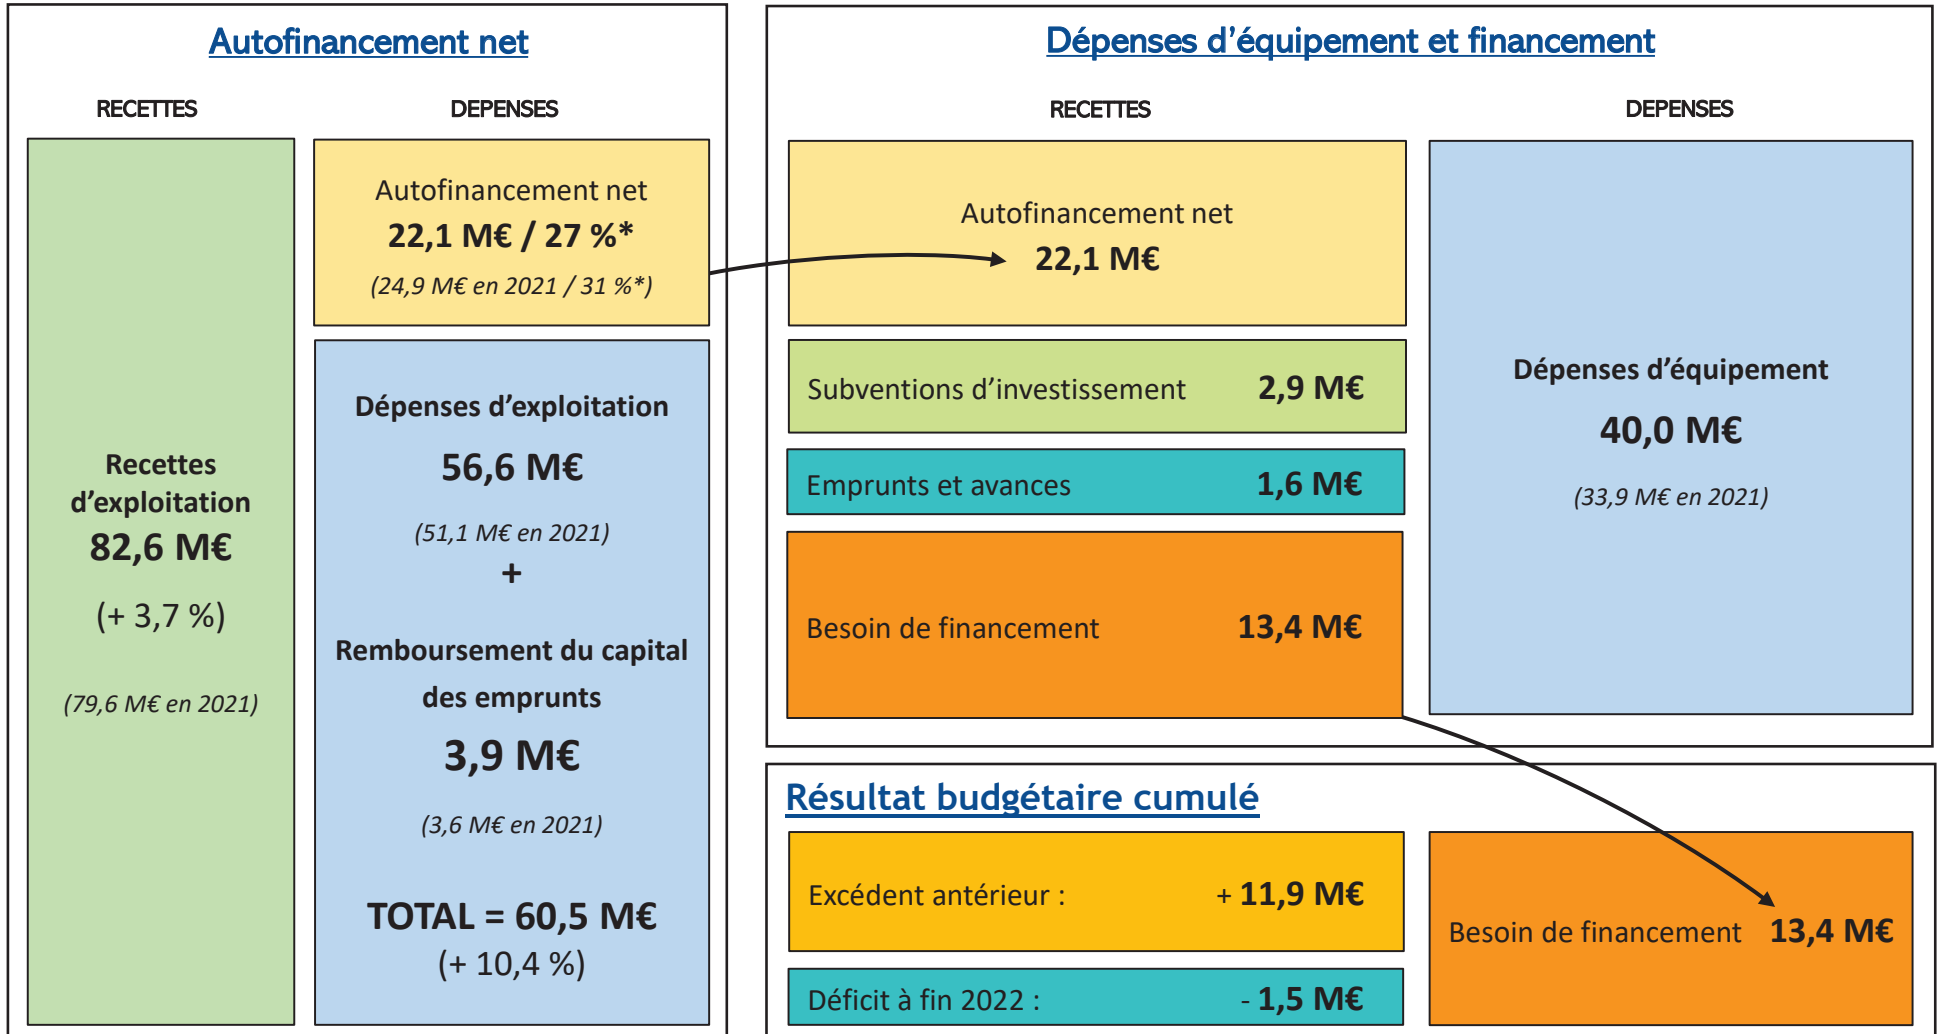 Autofinancement net
RECETTES
DEPENSES
Recettes
d'exploitation
82,6 M€
(+ 3,7 %)
(79,6 M€ en 2021)
Autofinancement net
22,1 M€ / 27 %*
(24,9 M€ en 2021 / 31 %*)
Dépenses d'exploitation
56,6 M€
(51,1 M€ en 2021)
+
Remboursement du capital
des emprunts
3,9 M€
(3,6 M€ en 2021)
TOTAL = 60,5 M€
(+ 10,4 %)
Dépenses d'équipement et financement
RECETTES
DEPENSES
Autofinancement net
22,1 M€
Subventions d'investissement 2,9 M€
Emprunts et avances 1,6 M€
Besoin de financement 13,4 M€
Dépenses d'équipement
40,0 M€
(33,9 M€ en 2021)
Résultat budgétaire cumulé
Excédent antérieur : + 11,9 M€
Déficit à fin 2022 : - 1,5 M€
Besoin de financement 13,4 M€